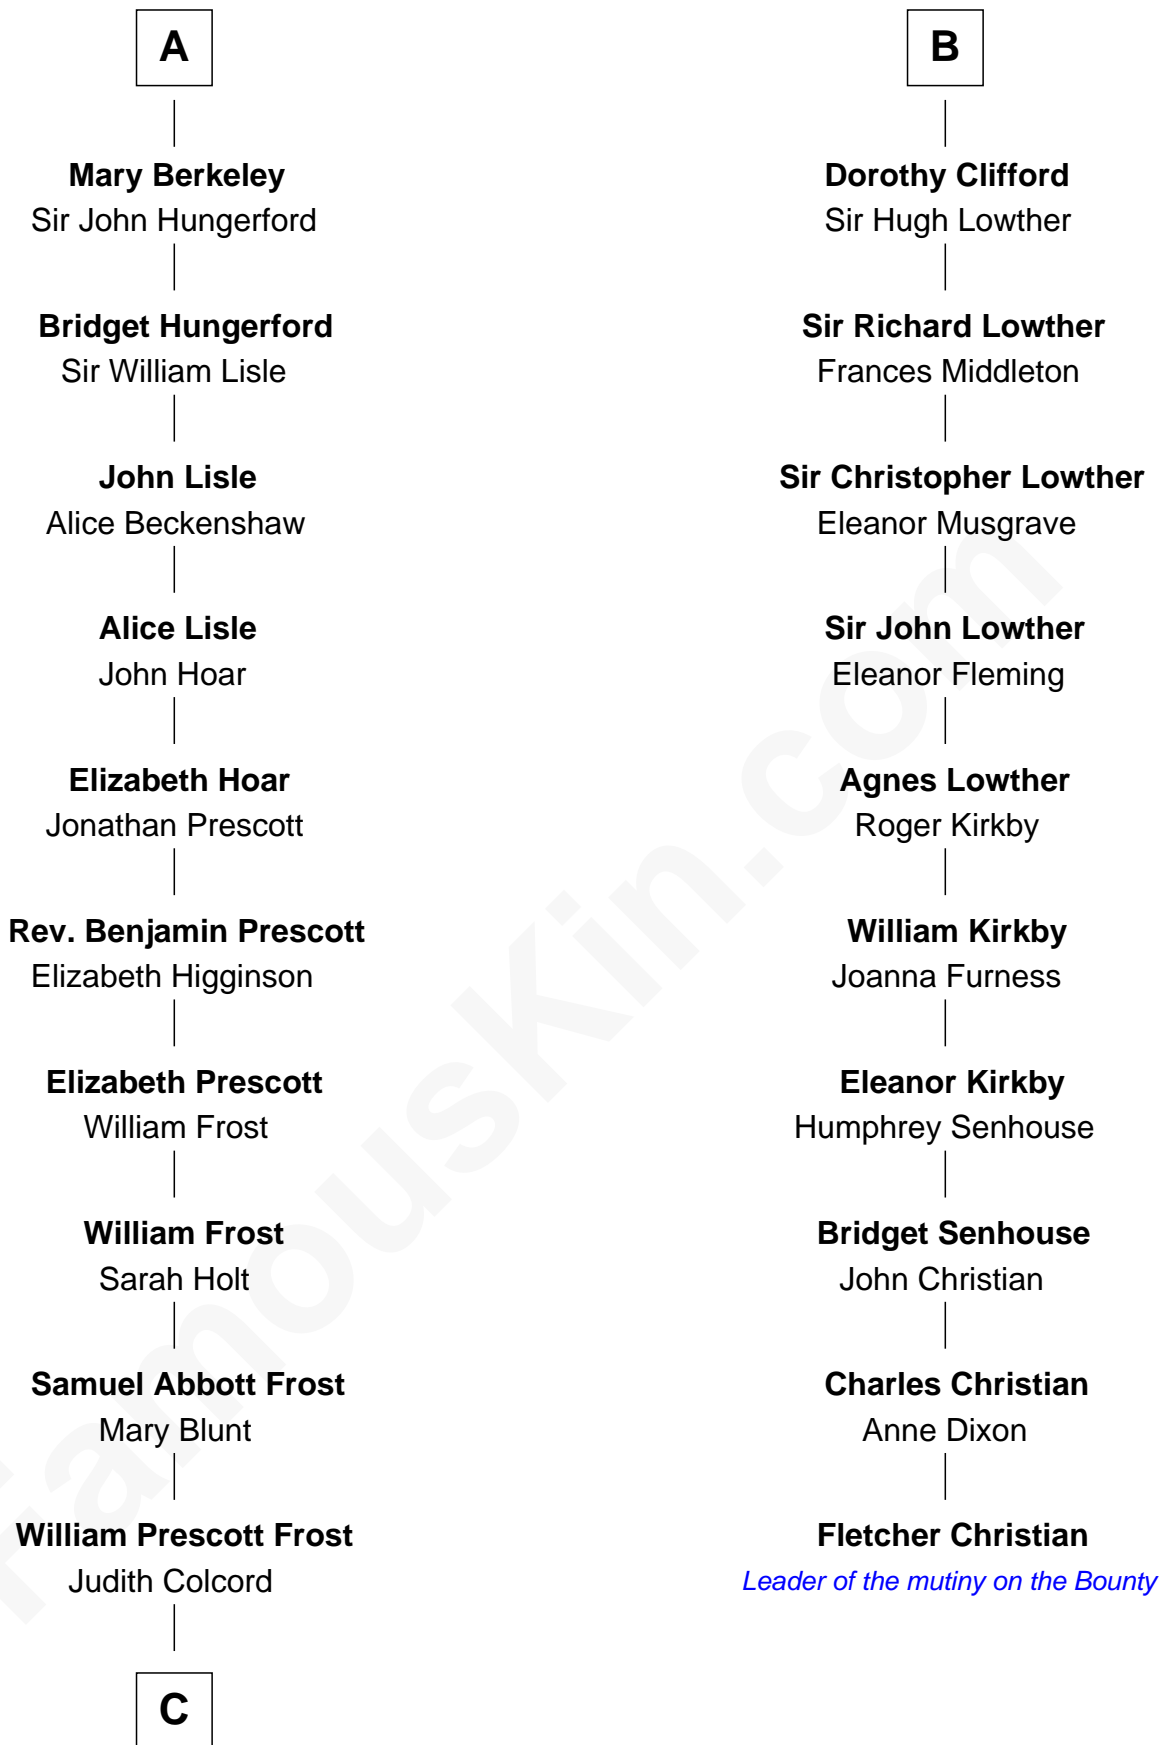 A
Mary Berkeley
Sir John Hungerford
Bridget Hungerford
Sir William Lisle
John Lisle
Alice Beckenshaw
Alice Lisle
John Hoar
Elizabeth Hoar
Jonathan Prescott
Rev. Benjamin Prescott
Elizabeth Higginson
Elizabeth Prescott
William Frost
William Frost
Sarah Holt
Samuel Abbott Frost
Mary Blunt
William Prescott Frost
Judith Colcord
C
B
Dorothy Clifford
Sir Hugh Lowther
Sir Richard Lowther
Frances Middleton
Sir Christopher Lowther
Eleanor Musgrave
Sir John Lowther
Eleanor Fleming
Agnes Lowther
Roger Kirkby
William Kirkby
Joanna Furness
Eleanor Kirkby
Humphrey Senhouse
Bridget Senhouse
John Christian
Charles Christian
Anne Dixon
Fletcher Christian
Leader of the mutiny on the Bounty
FamousKin.com